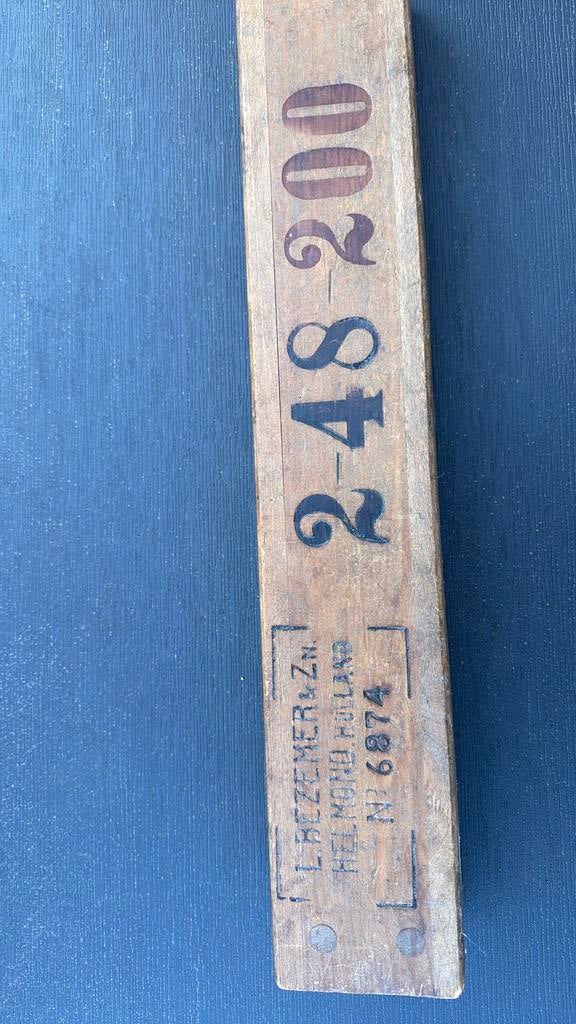 L. BEZEMER & ZN.
HELMOND HOLLAND
No 6874
2-48 200